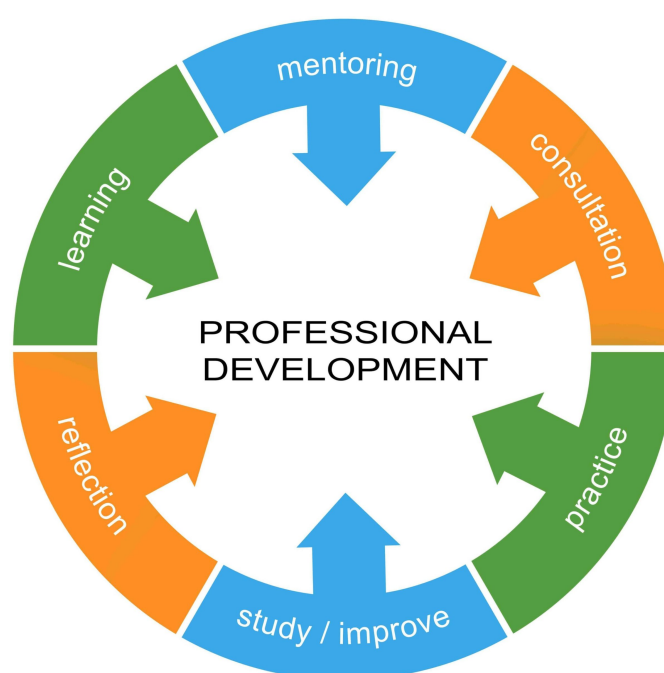 mentoring
consultation
learning
PROFESSIONAL
DEVELOPMENT
reflection
practice
study / improve